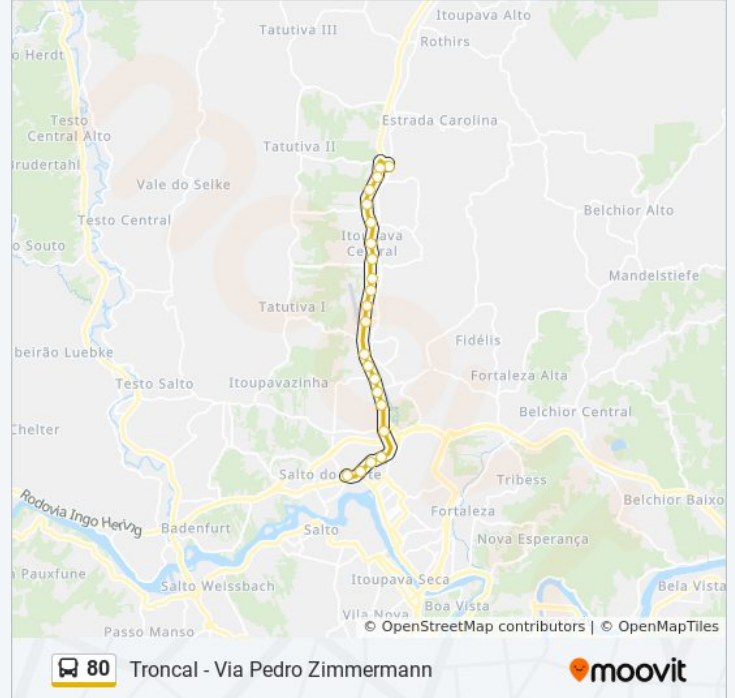 Itoupava Alto
Tatutiva III
Rothirs
o Herdt
Testo
Central Alto
Estrada Carolina
Tatutiva II
Brudertahl
Vale do Selke
Belchior Alto
Testo Central
o Souto
Itoupava
Central
Mandelstiefe
Tatutiva I
Fidélis
beirão Luebke
Testo Salto
Itoupavazinha
Fortaleza Alta
Belchior Central
Chelter
Salto do Norte
Tribess
Rodovia Ingo Hering
Belchior Baixo
Fortaleza
Badenfurt
Salto
Nova Esperança
a Pauxfune
Salto Weissbach
Itoupava Seca
Bela Vista
Boa Vista
Vila Nova
Passo Manso
© OpenStreetMap contributors | © OpenMapTiles
80 Troncal - Via Pedro Zimmermann
moovit